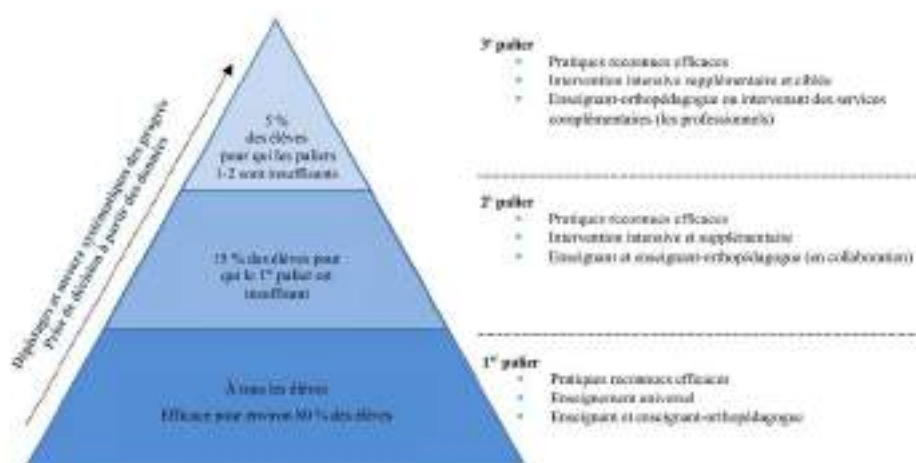 3e palier
Pratiques reconnues efficaces
Intervention intensive supplémentaire et ciblée
Enseignant-orthopédagogue ou intervenant des services
complémentaires (les professionnels)
5 %
des élèves
pour qui les paliers
1-2 sont insuffisants
Dépistages et mesures systématiques des progrès
Prise de décision à partir des données
2e palier
Pratiques reconnues efficaces
Intervention intensive et supplémentaire
Enseignant et enseignant-orthopédagogue (en collaboration)
15 % des élèves pour
qui le 1er palier est
insuffisant
1er palier
Pratiques reconnues efficaces
Enseignement universel
Enseignant et enseignant-orthopédagogue
À tous les élèves
Efficace pour environ 80 % des élèves